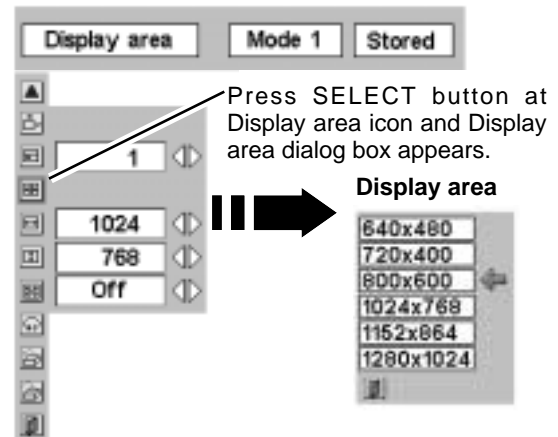 Display area Mode 1 Stored
Press SELECT button at
Display area icon and Display
area dialog box appears.
1
1024
768
Off
Display area
640x480
720x400
800x600
1024x768
1152x864
1280x1024